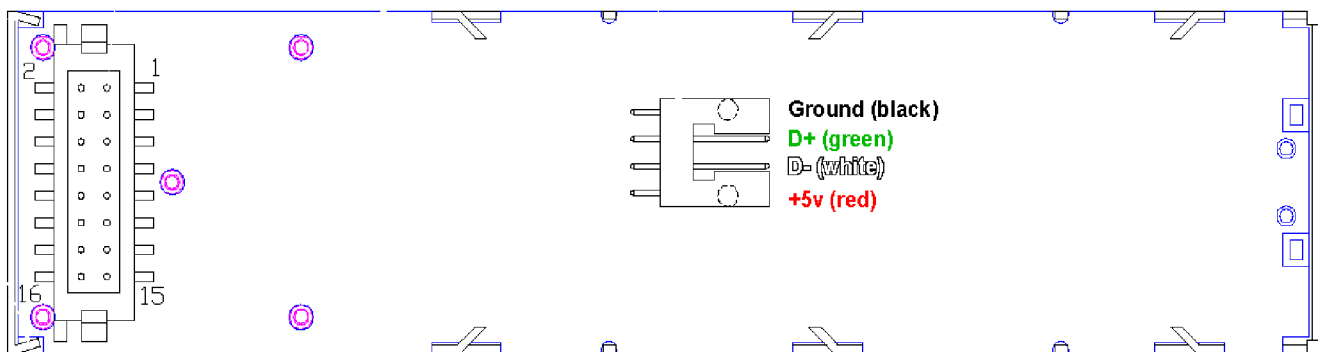 2
1
Ground (black)
D+ (green)
D- (white)
+5v (red)
16
15